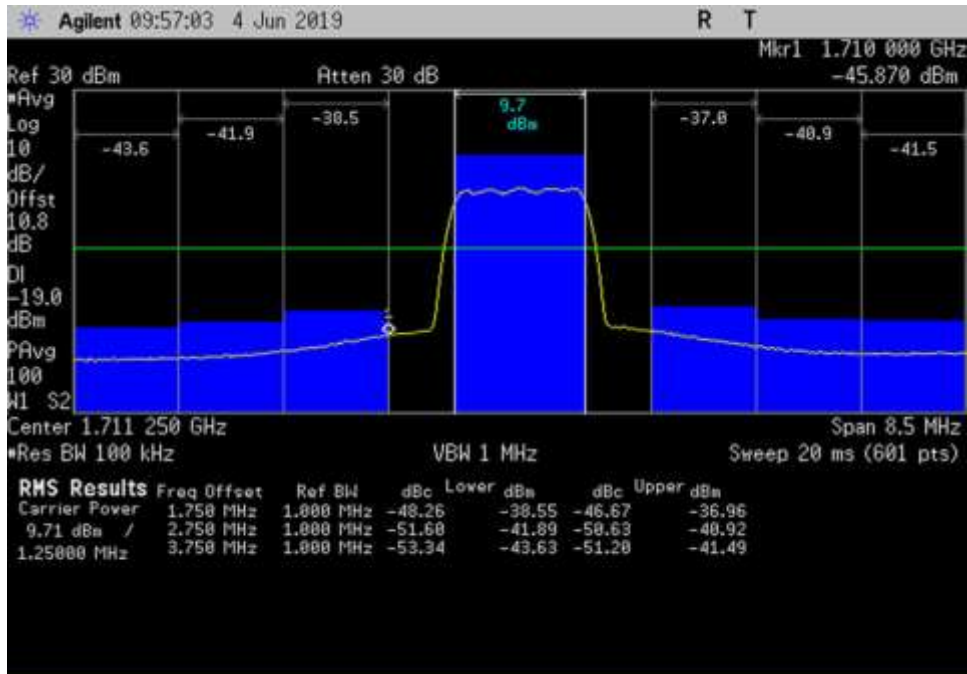 Agilent 09:57:03 4 Jun 2019 R T
Mkr1 1.710 000 GHz
Ref 30 dBm Atten 30 dB -45.870 dBm
*Avg
Log
10
dB/
Offst
10.8
dB
DI
-19.0
dBm
PAvg
100
W1 S2
-43.6 -41.9 -38.5 9.7 dBm -37.0 -40.9 -41.5
1
Center 1.711 250 GHz Span 8.5 MHz
*Res BW 100 kHz VBW 1 MHz Sweep 20 ms (601 pts)
RMS Results Freq Offset Ref BW dBc Lower dBm dBc Upper dBm
Carrier Power 1.750 MHz 1.000 MHz -48.26 -38.55 -46.67 -36.96
9.71 dBm / 2.750 MHz 1.000 MHz -51.60 -41.89 -50.63 -40.92
1.25000 MHz 3.750 MHz 1.000 MHz -53.34 -43.63 -51.20 -41.49